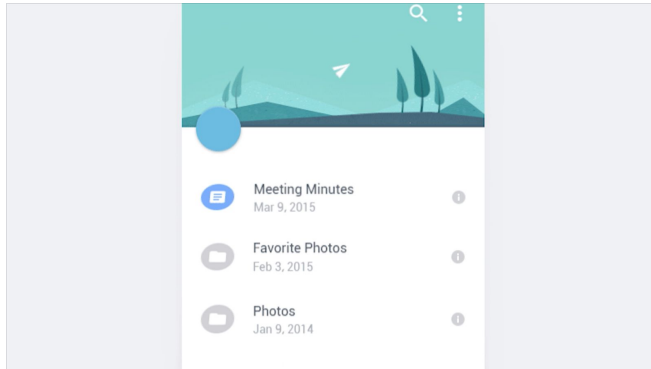 Meeting Minutes
Mar 9, 2015
Favorite Photos
Feb 3, 2015
Photos
Jan 9, 2014